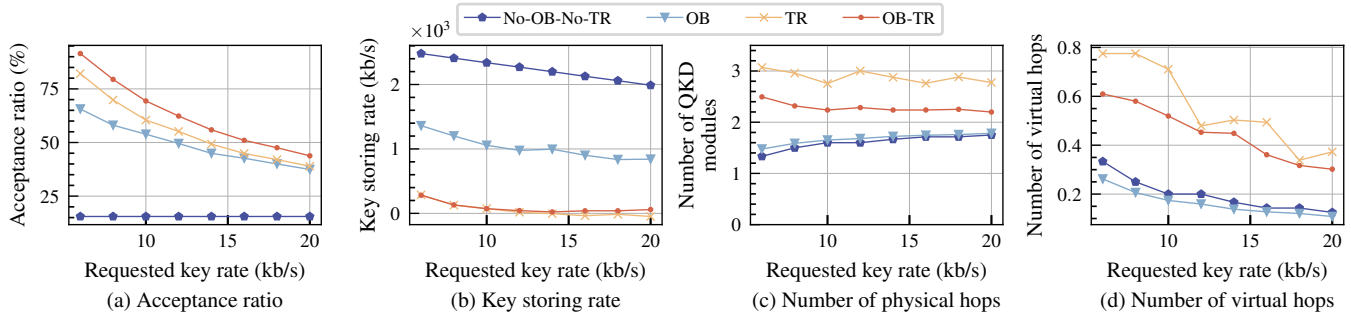 No-OB-No-TR OB TR OB-TR
Acceptance ratio (%)
75
50
25
10 15 20
Requested key rate (kb/s)
(a) Acceptance ratio
×10³
Key storing rate (kb/s)
2
1
0
10 15 20
Requested key rate (kb/s)
(b) Key storing rate
Number of QKD
modules
3
2
1
0
10 15 20
Requested key rate (kb/s)
(c) Number of physical hops
Number of virtual hops
0.8
0.6
0.4
0.2
10 15 20
Requested key rate (kb/s)
(d) Number of virtual hops